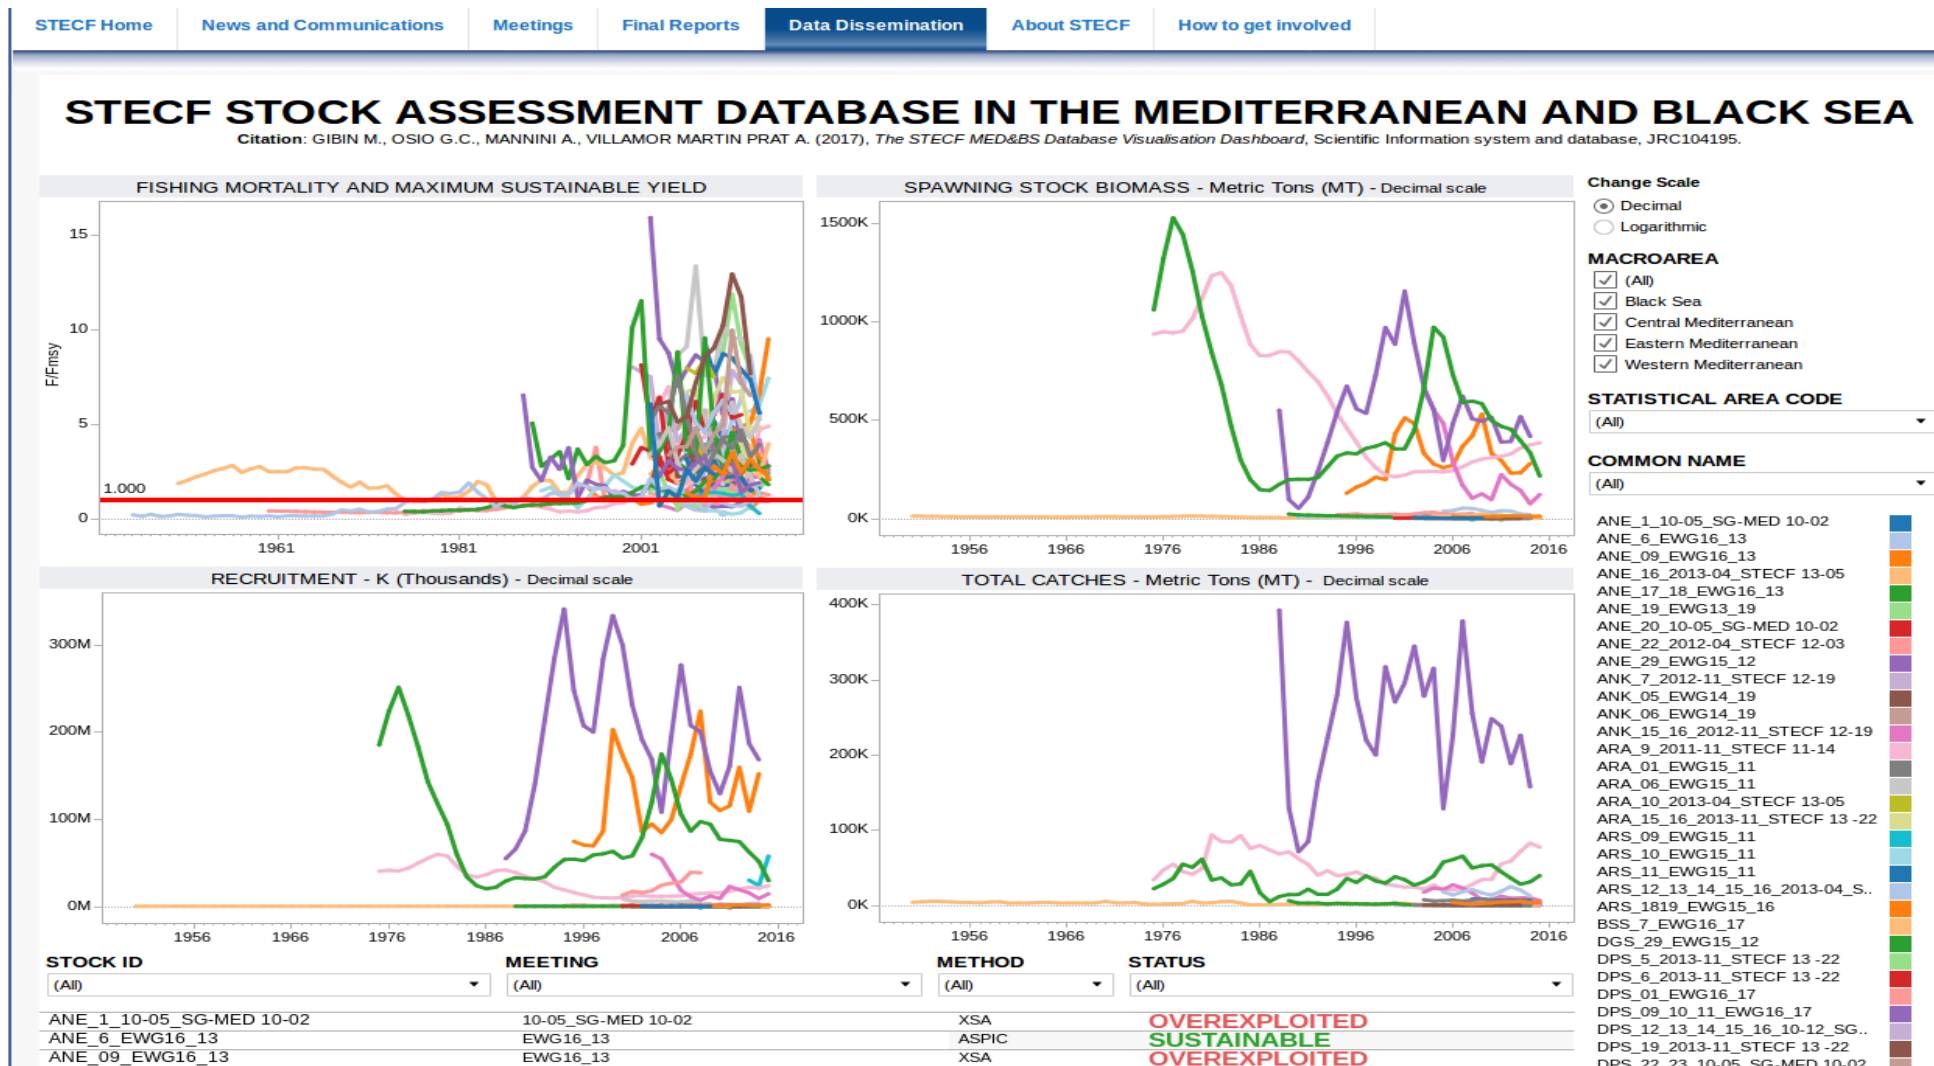 STECF Home
News and Communications
Meetings
Final Reports
Data Dissemination
About STECF
How to get involved
STECF STOCK ASSESSMENT DATABASE IN THE MEDITERRANEAN AND BLACK SEA
Citation: GIBIN M., OSIO G.C., MANNINI A., VILLAMOR MARTIN PRAT A. (2017), The STECF MED&BS Database Visualisation Dashboard, Scientific Information system and database, JRC104195.
FISHING MORTALITY AND MAXIMUM SUSTAINABLE YIELD
15
10
5
0
F/Fmsy
1.000
1961
1981
2001
SPAWNING STOCK BIOMASS - Metric Tons (MT) - Decimal scale
1500K
1000K
500K
0K
1956
1966
1976
1986
1996
2006
2016
RECRUITMENT - K (Thousands) - Decimal scale
300M
200M
100M
0M
1956
1966
1976
1986
1996
2006
2016
TOTAL CATCHES - Metric Tons (MT) - Decimal scale
400K
300K
200K
100K
0K
1956
1966
1976
1986
1996
2006
2016
Change Scale
Decimal
Logarithmic
MACROAREA
(All)
Black Sea
Central Mediterranean
Eastern Mediterranean
Western Mediterranean
STATISTICAL AREA CODE
(All)
COMMON NAME
(All)
ANE_1_10-05_SG-MED 10-02
ANE_6_EWG16_13
ANE_09_EWG16_13
ANE_16_2013-04_STECF 13-05
ANE_17_18_EWG16_13
ANE_19_EWG13_19
ANE_20_10-05_SG-MED 10-02
ANE_22_2012-04_STECF 12-03
ANE_29_EWG15_12
ANK_7_2012-11_STECF 12-19
ANK_05_EWG14_19
ANK_06_EWG14_19
ANK_15_16_2012-11_STECF 12-19
ARA_9_2011-11_STECF 11-14
ARA_01_EWG15_11
ARA_06_EWG15_11
ARA_10_2013-04_STECF 13-05
ARA_15_16_2013-11_STECF 13 -22
ARS_09_EWG15_11
ARS_10_EWG15_11
ARS_11_EWG15_11
ARS_12_13_14_15_16_2013-04_S..
ARS_1819_EWG15_16
BSS_7_EWG16_17
DGS_29_EWG15_12
DPS_5_2013-11_STECF 13 -22
DPS_6_2013-11_STECF 13 -22
DPS_01_EWG16_17
DPS_09_10_11_EWG16_17
DPS_12_13_14_15_16_10-12_SG..
DPS_19_2013-11_STECF 13 -22
DPS_22_23_10-05_SG-MED 10-02
STOCK ID
(All)
MEETING
(All)
METHOD
(All)
STATUS
(All)
ANE_1_10-05_SG-MED 10-02 10-05_SG-MED 10-02 XSA OVEREXPLOITED
ANE_6_EWG16_13 EWG16_13 ASPIC SUSTAINABLE
ANE_09_EWG16_13 EWG16_13 XSA OVEREXPLOITED